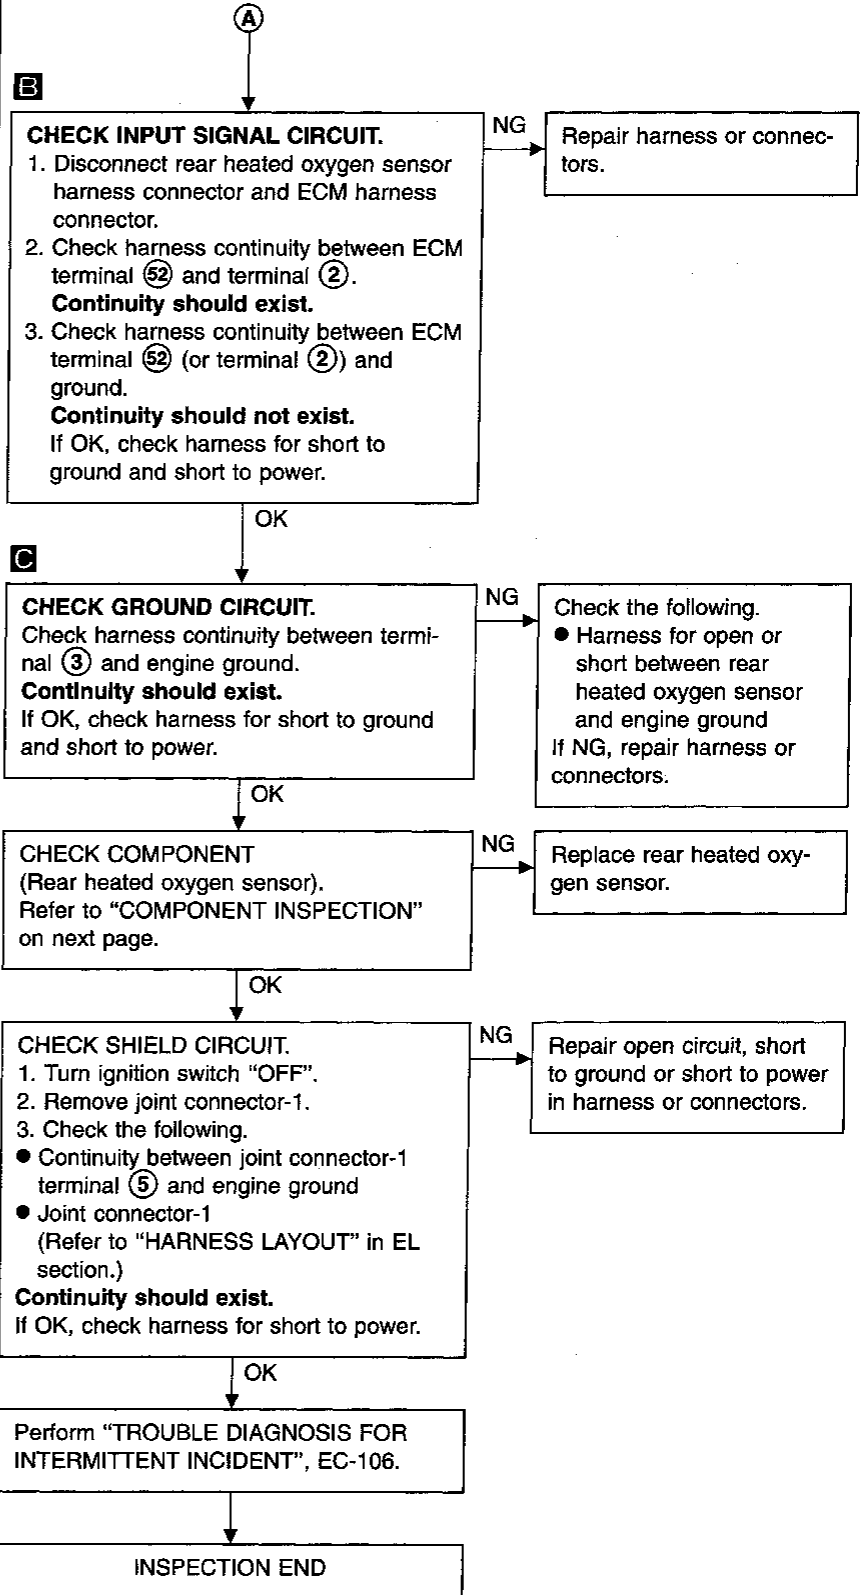 A
B
CHECK INPUT SIGNAL CIRCUIT.
1. Disconnect rear heated oxygen sensor
harness connector and ECM harness
connector.
2. Check harness continuity between ECM
terminal 52 and terminal 2.
Continuity should exist.
3. Check harness continuity between ECM
terminal 52 (or terminal 2) and
ground.
Continuity should not exist.
If OK, check harness for short to
ground and short to power.
NG
Repair harness or connec-
tors.
OK
C
CHECK GROUND CIRCUIT.
Check harness continuity between termi-
nal 3 and engine ground.
Continuity should exist.
If OK, check harness for short to ground
and short to power.
NG
Check the following.
● Harness for open or
short between rear
heated oxygen sensor
and engine ground
If NG, repair harness or
connectors.
OK
CHECK COMPONENT
(Rear heated oxygen sensor).
Refer to “COMPONENT INSPECTION”
on next page.
NG
Replace rear heated oxy-
gen sensor.
OK
CHECK SHIELD CIRCUIT.
1. Turn ignition switch “OFF”.
2. Remove joint connector-1.
3. Check the following.
● Continuity between joint connector-1
terminal 5 and engine ground
● Joint connector-1
(Refer to “HARNESS LAYOUT” in EL
section.)
Continuity should exist.
If OK, check harness for short to power.
NG
Repair open circuit, short
to ground or short to power
in harness or connectors.
OK
Perform “TROUBLE DIAGNOSIS FOR
INTERMITTENT INCIDENT”, EC-106.
INSPECTION END